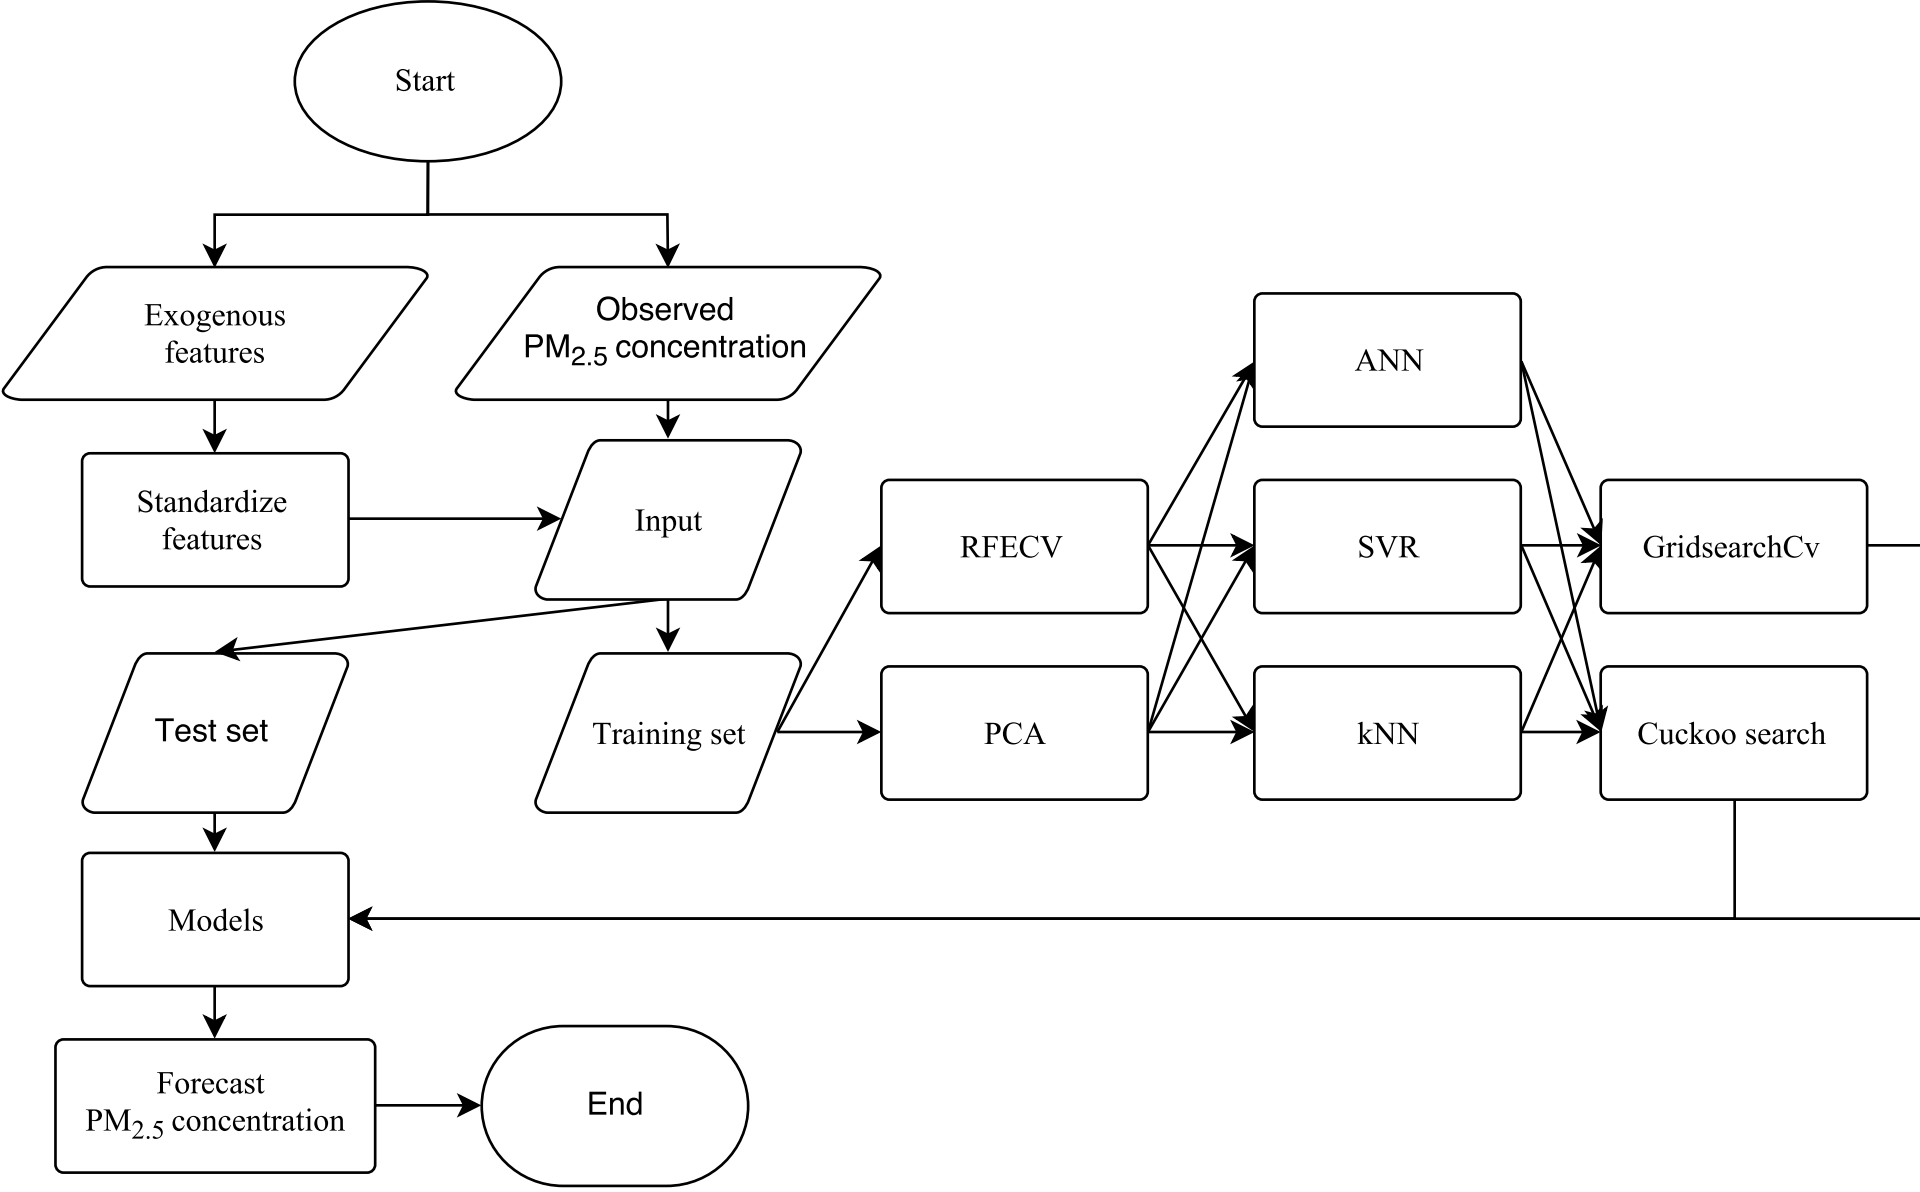 Start
Exogenous
features
Observed
PM2.5 concentration
Standardize
features
Input
Test set
Training set
RFECV
PCA
ANN
SVR
kNN
GridsearchCv
Cuckoo search
Models
Forecast
PM2.5 concentration
End